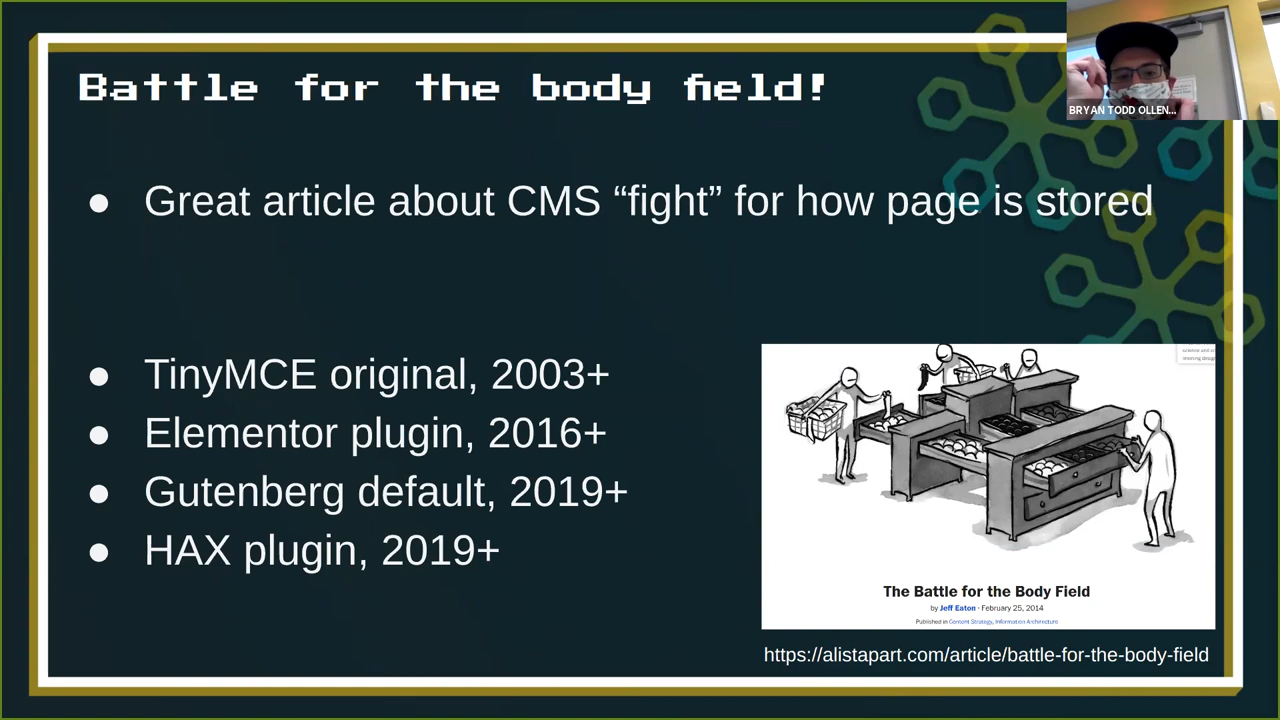 Battle for the body field!
BRYAN TODD OLLEN...
● Great article about CMS “fight” for how page is stored
● TinyMCE original, 2003+
● Elementor plugin, 2016+
● Gutenberg default, 2019+
● HAX plugin, 2019+
The Battle for the Body Field
by Jeff Eaton · February 25, 2014
Published in Content Strategy, Information Architecture
https://alistapart.com/article/battle-for-the-body-field